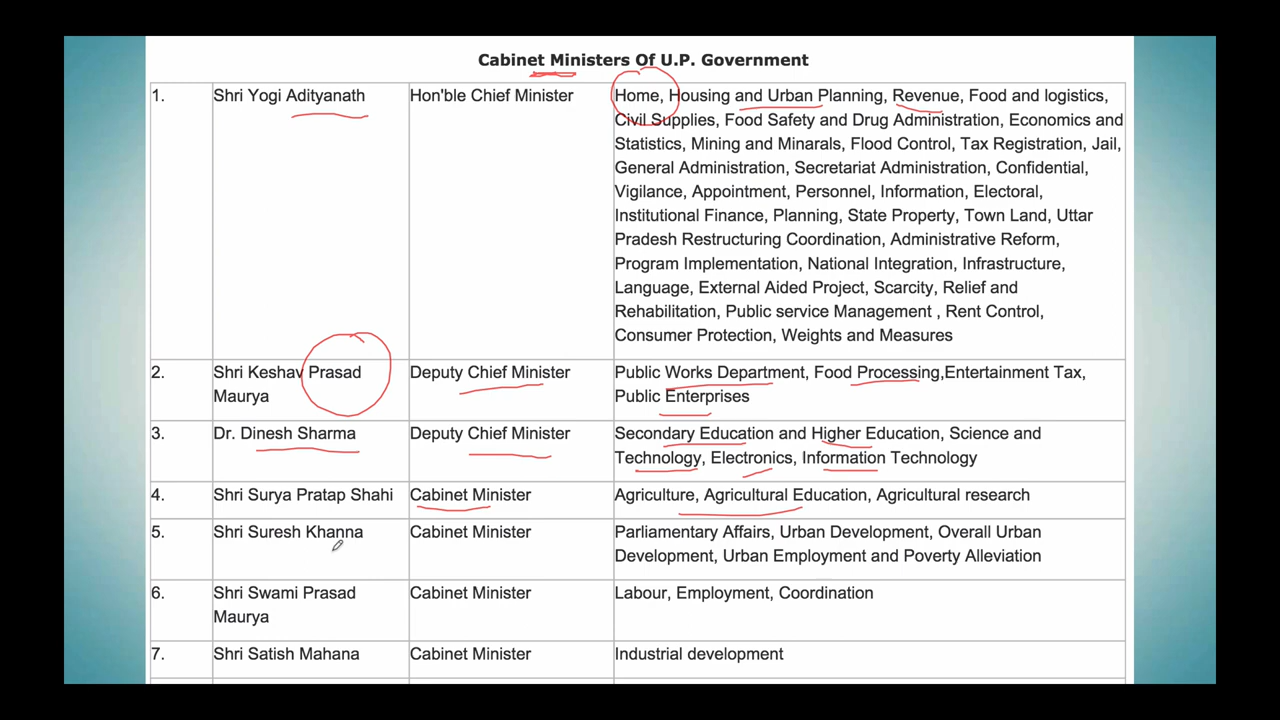 Cabinet Ministers Of U.P. Government
1. Shri Yogi Adityanath Hon'ble Chief Minister Home, Housing and Urban Planning, Revenue, Food and logistics,
Civil Supplies, Food Safety and Drug Administration, Economics and
Statistics, Mining and Minarals, Flood Control, Tax Registration, Jail,
General Administration, Secretariat Administration, Confidential,
Vigilance, Appointment, Personnel, Information, Electoral,
Institutional Finance, Planning, State Property, Town Land, Uttar
Pradesh Restructuring Coordination, Administrative Reform,
Program Implementation, National Integration, Infrastructure,
Language, External Aided Project, Scarcity, Relief and
Rehabilitation, Public service Management , Rent Control,
Consumer Protection, Weights and Measures
2. Shri Keshav Prasad Deputy Chief Minister Public Works Department, Food Processing,Entertainment Tax,
Maurya Public Enterprises
3. Dr. Dinesh Sharma Deputy Chief Minister Secondary Education and Higher Education, Science and
Technology, Electronics, Information Technology
4. Shri Surya Pratap Shahi Cabinet Minister Agriculture, Agricultural Education, Agricultural research
5. Shri Suresh Khanna Cabinet Minister Parliamentary Affairs, Urban Development, Overall Urban
Development, Urban Employment and Poverty Alleviation
6. Shri Swami Prasad Cabinet Minister Labour, Employment, Coordination
Maurya
7. Shri Satish Mahana Cabinet Minister Industrial development